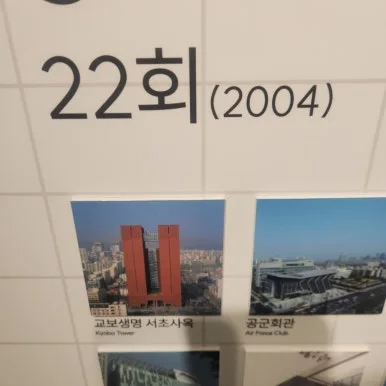 22회(2004)
교보생명 서초사옥
Kyobo Tower
공군회관
Air Force Club